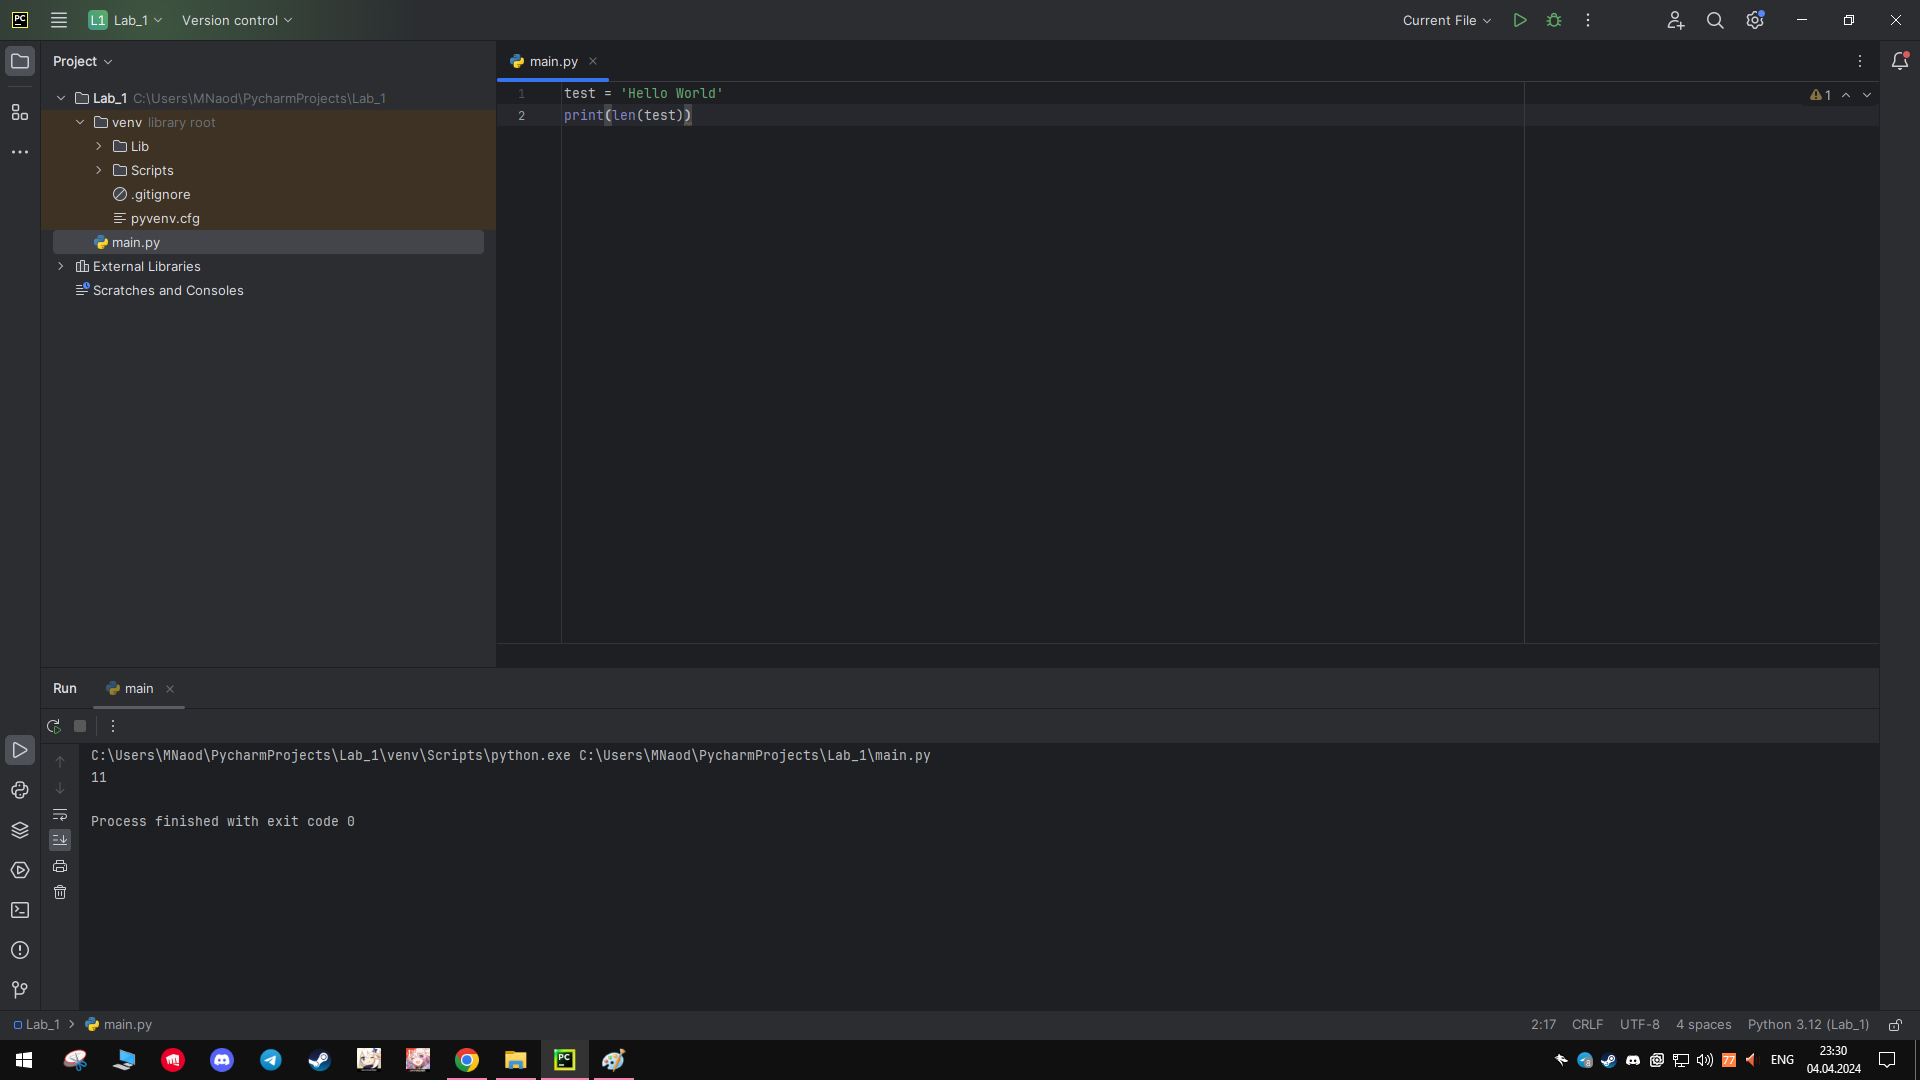 PC
L1 Lab_1
Version control
Current File
Project
main.py
Lab_1 C:\Users\MNaod\PycharmProjects\Lab_1
venv library root
Lib
Scripts
.gitignore
pyvenv.cfg
main.py
External Libraries
Scratches and Consoles
1 test = 'Hello World'
2 print(len(test))
1
Run
main
C:\Users\MNaod\PycharmProjects\Lab_1\venv\Scripts\python.exe C:\Users\MNaod\PycharmProjects\Lab_1\main.py
11
Process finished with exit code 0
Lab_1 > main.py
2:17 CRLF UTF-8 4 spaces Python 3.12 (Lab_1)
PC
77
ENG
23:30
04.04.2024